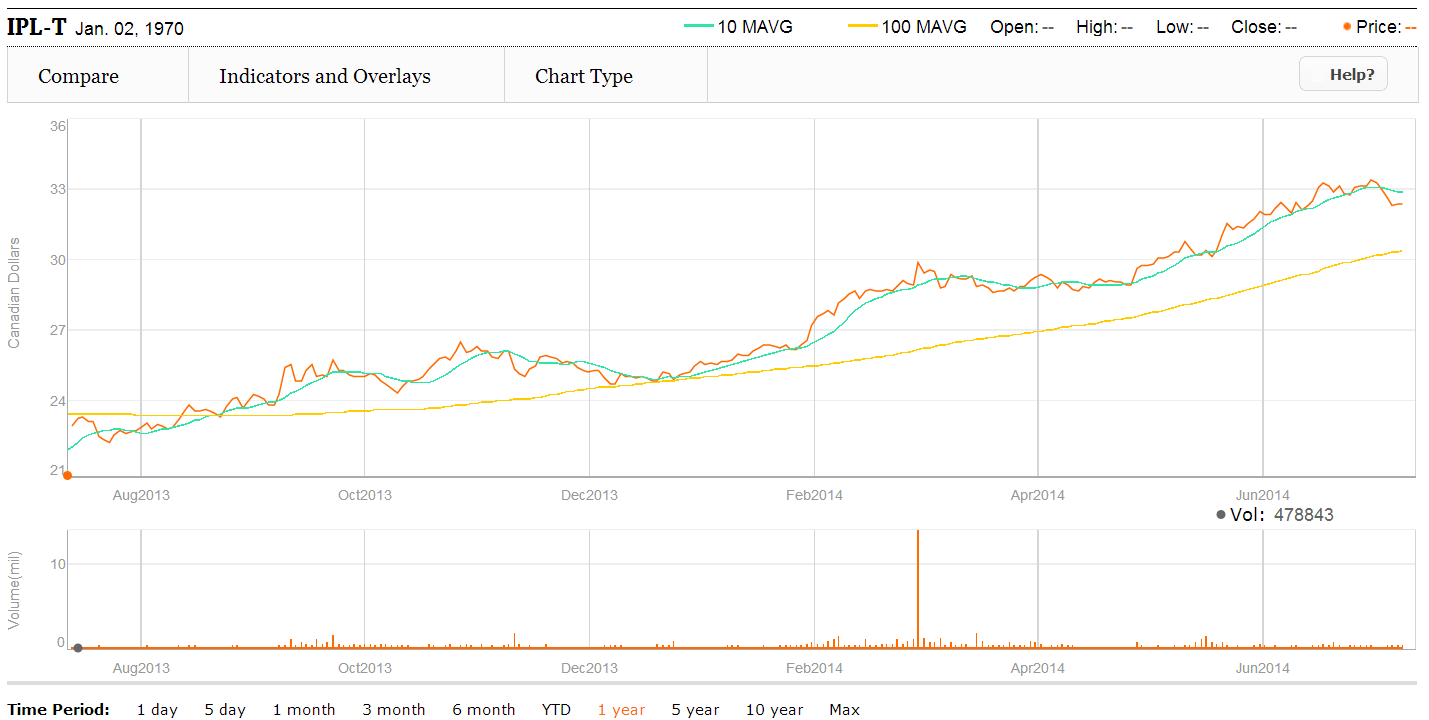 IPL-T Jan. 02, 1970 10 MAVG 100 MAVG Open: -- High: -- Low: -- Close: -- Price: --
Compare Indicators and Overlays Chart Type Help?
36
33
30
27
24
21
Canadian Dollars
Aug2013 Oct2013 Dec2013 Feb2014 Apr2014 Jun2014
Vol: 478843
10
0
Volume(mil)
Aug2013 Oct2013 Dec2013 Feb2014 Apr2014 Jun2014
Time Period: 1 day 5 day 1 month 3 month 6 month YTD 1 year 5 year 10 year Max